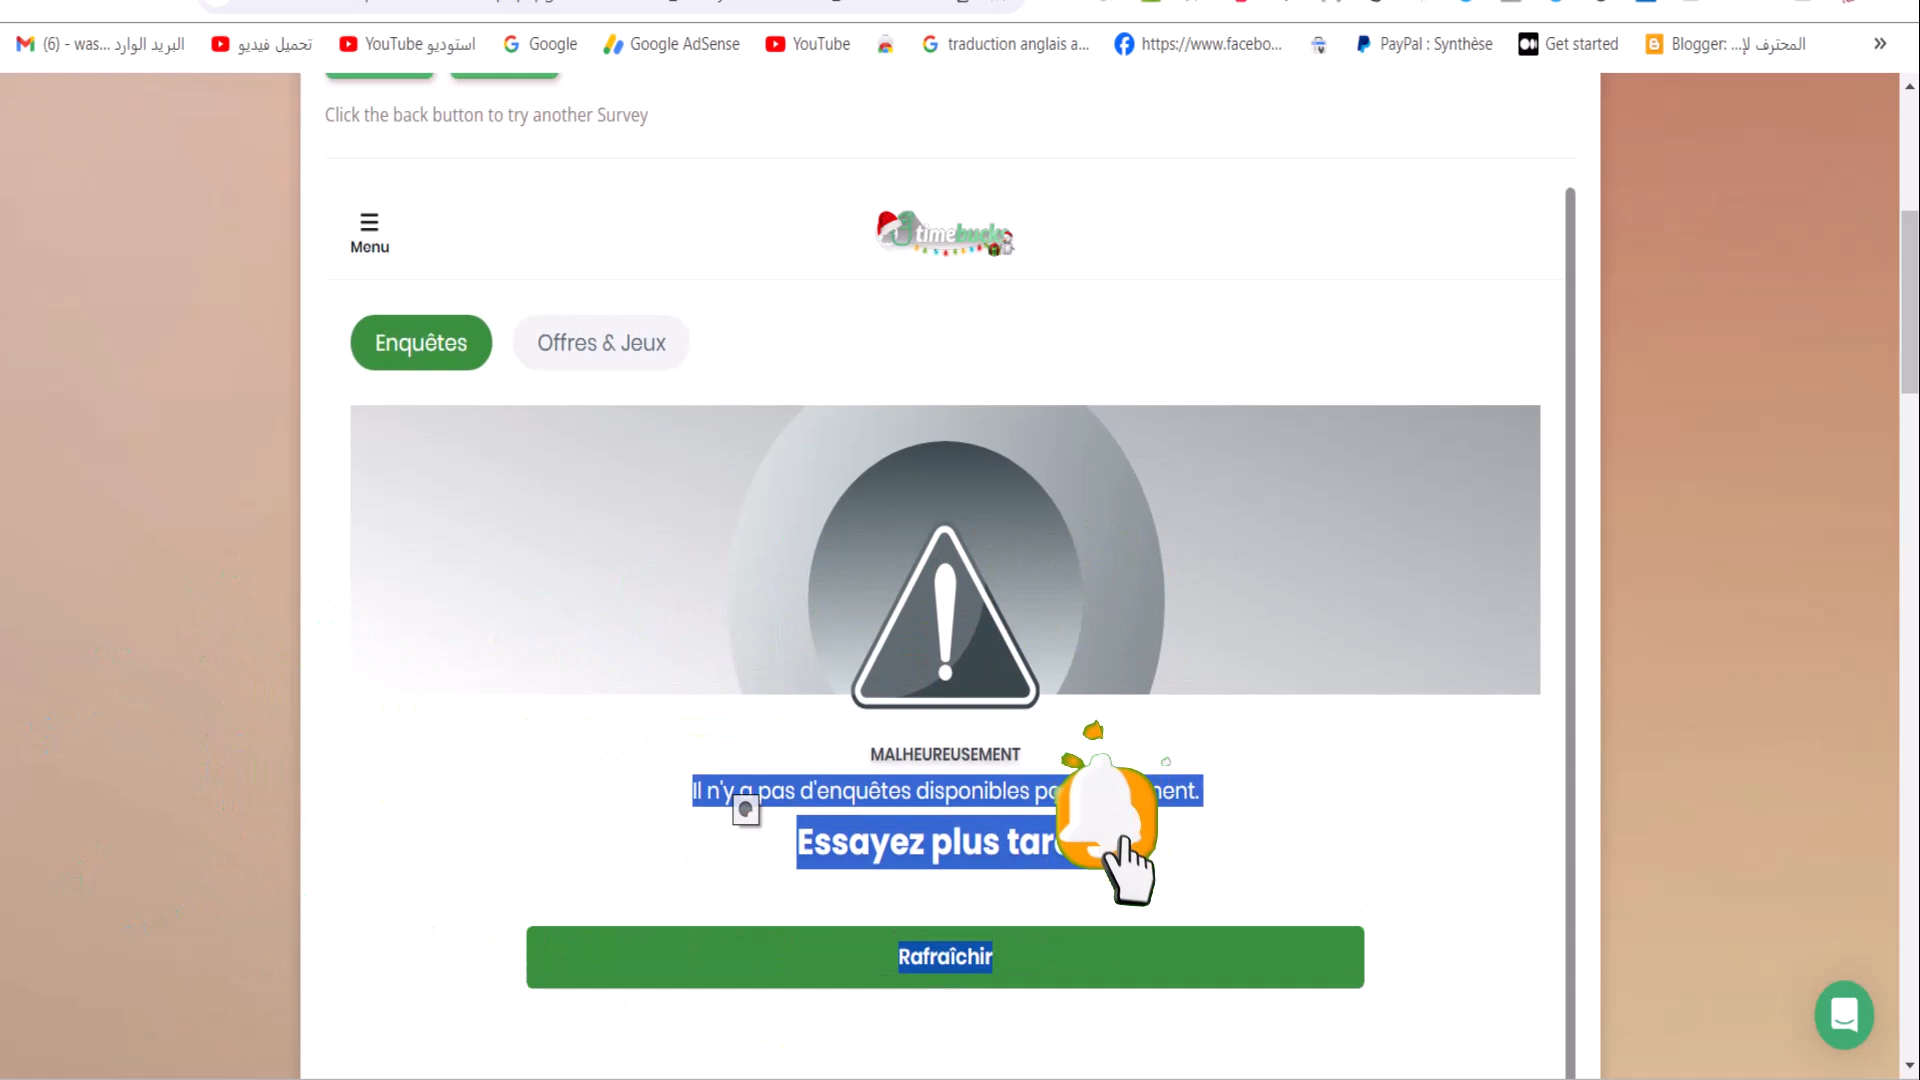 (6) - was... البريد الوارد
تحميل فيديو
استوديو YouTube
Google
Google AdSense
YouTube
traduction anglais a...
https://www.facebo...
PayPal : Synthèse
Get started
Blogger: ...المحترف لإ
»
Click the back button to try another Survey
Menu
timebucks
Enquêtes
Offres & Jeux
MALHEUREUSEMENT
Il n'y a pas d'enquêtes disponibles
Essayez plus tar
Rafraîchir